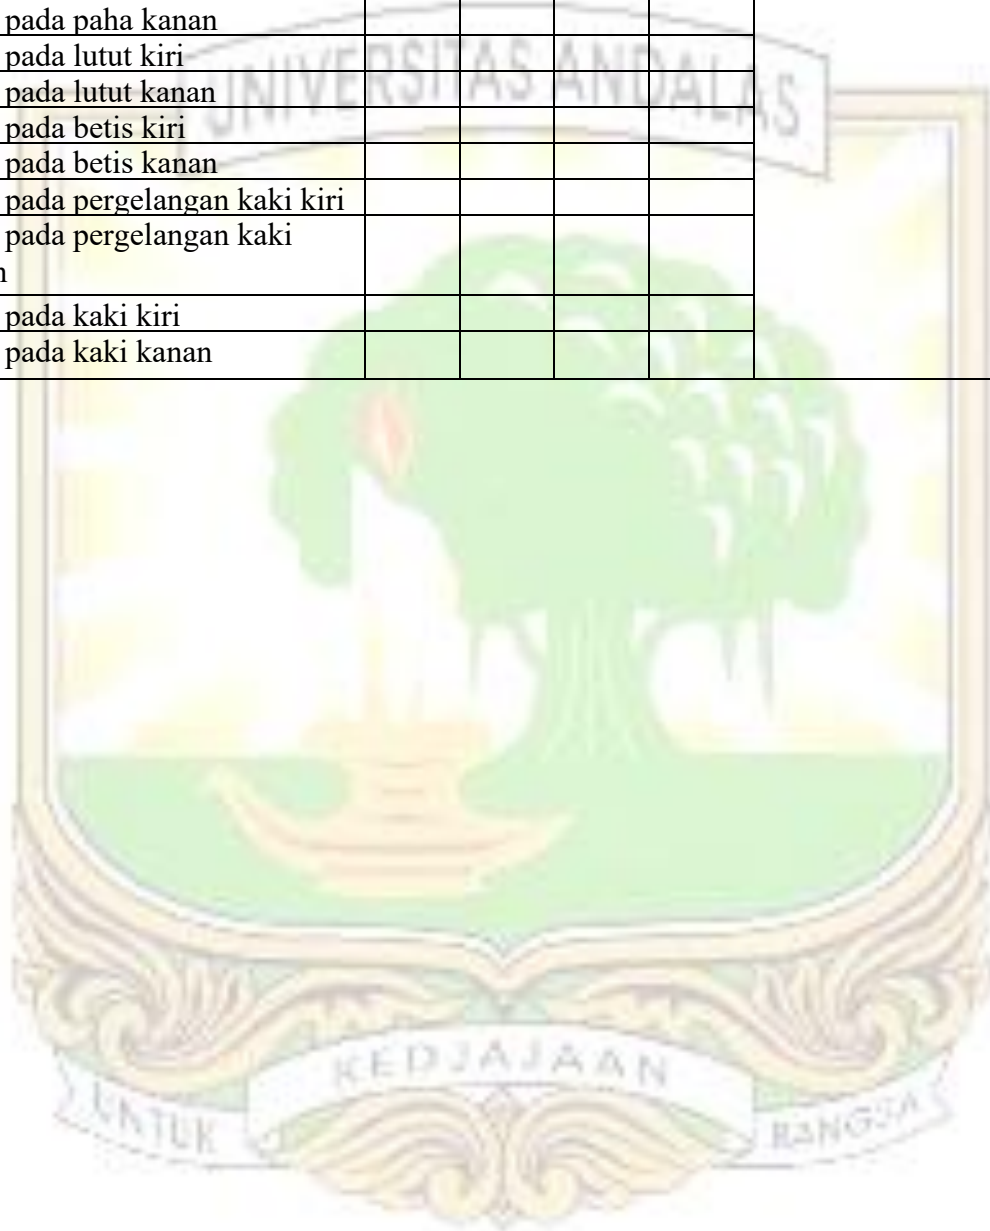 pada paha kanan
pada lutut kiri
pada lutut kanan
pada betis kiri
pada betis kanan
pada pergelangan kaki kiri
pada pergelangan kaki
n
pada kaki kiri
pada kaki kanan
UNIVERSITAS ANDALAS
KEDJAJAAN
UNTUK
BANGSA